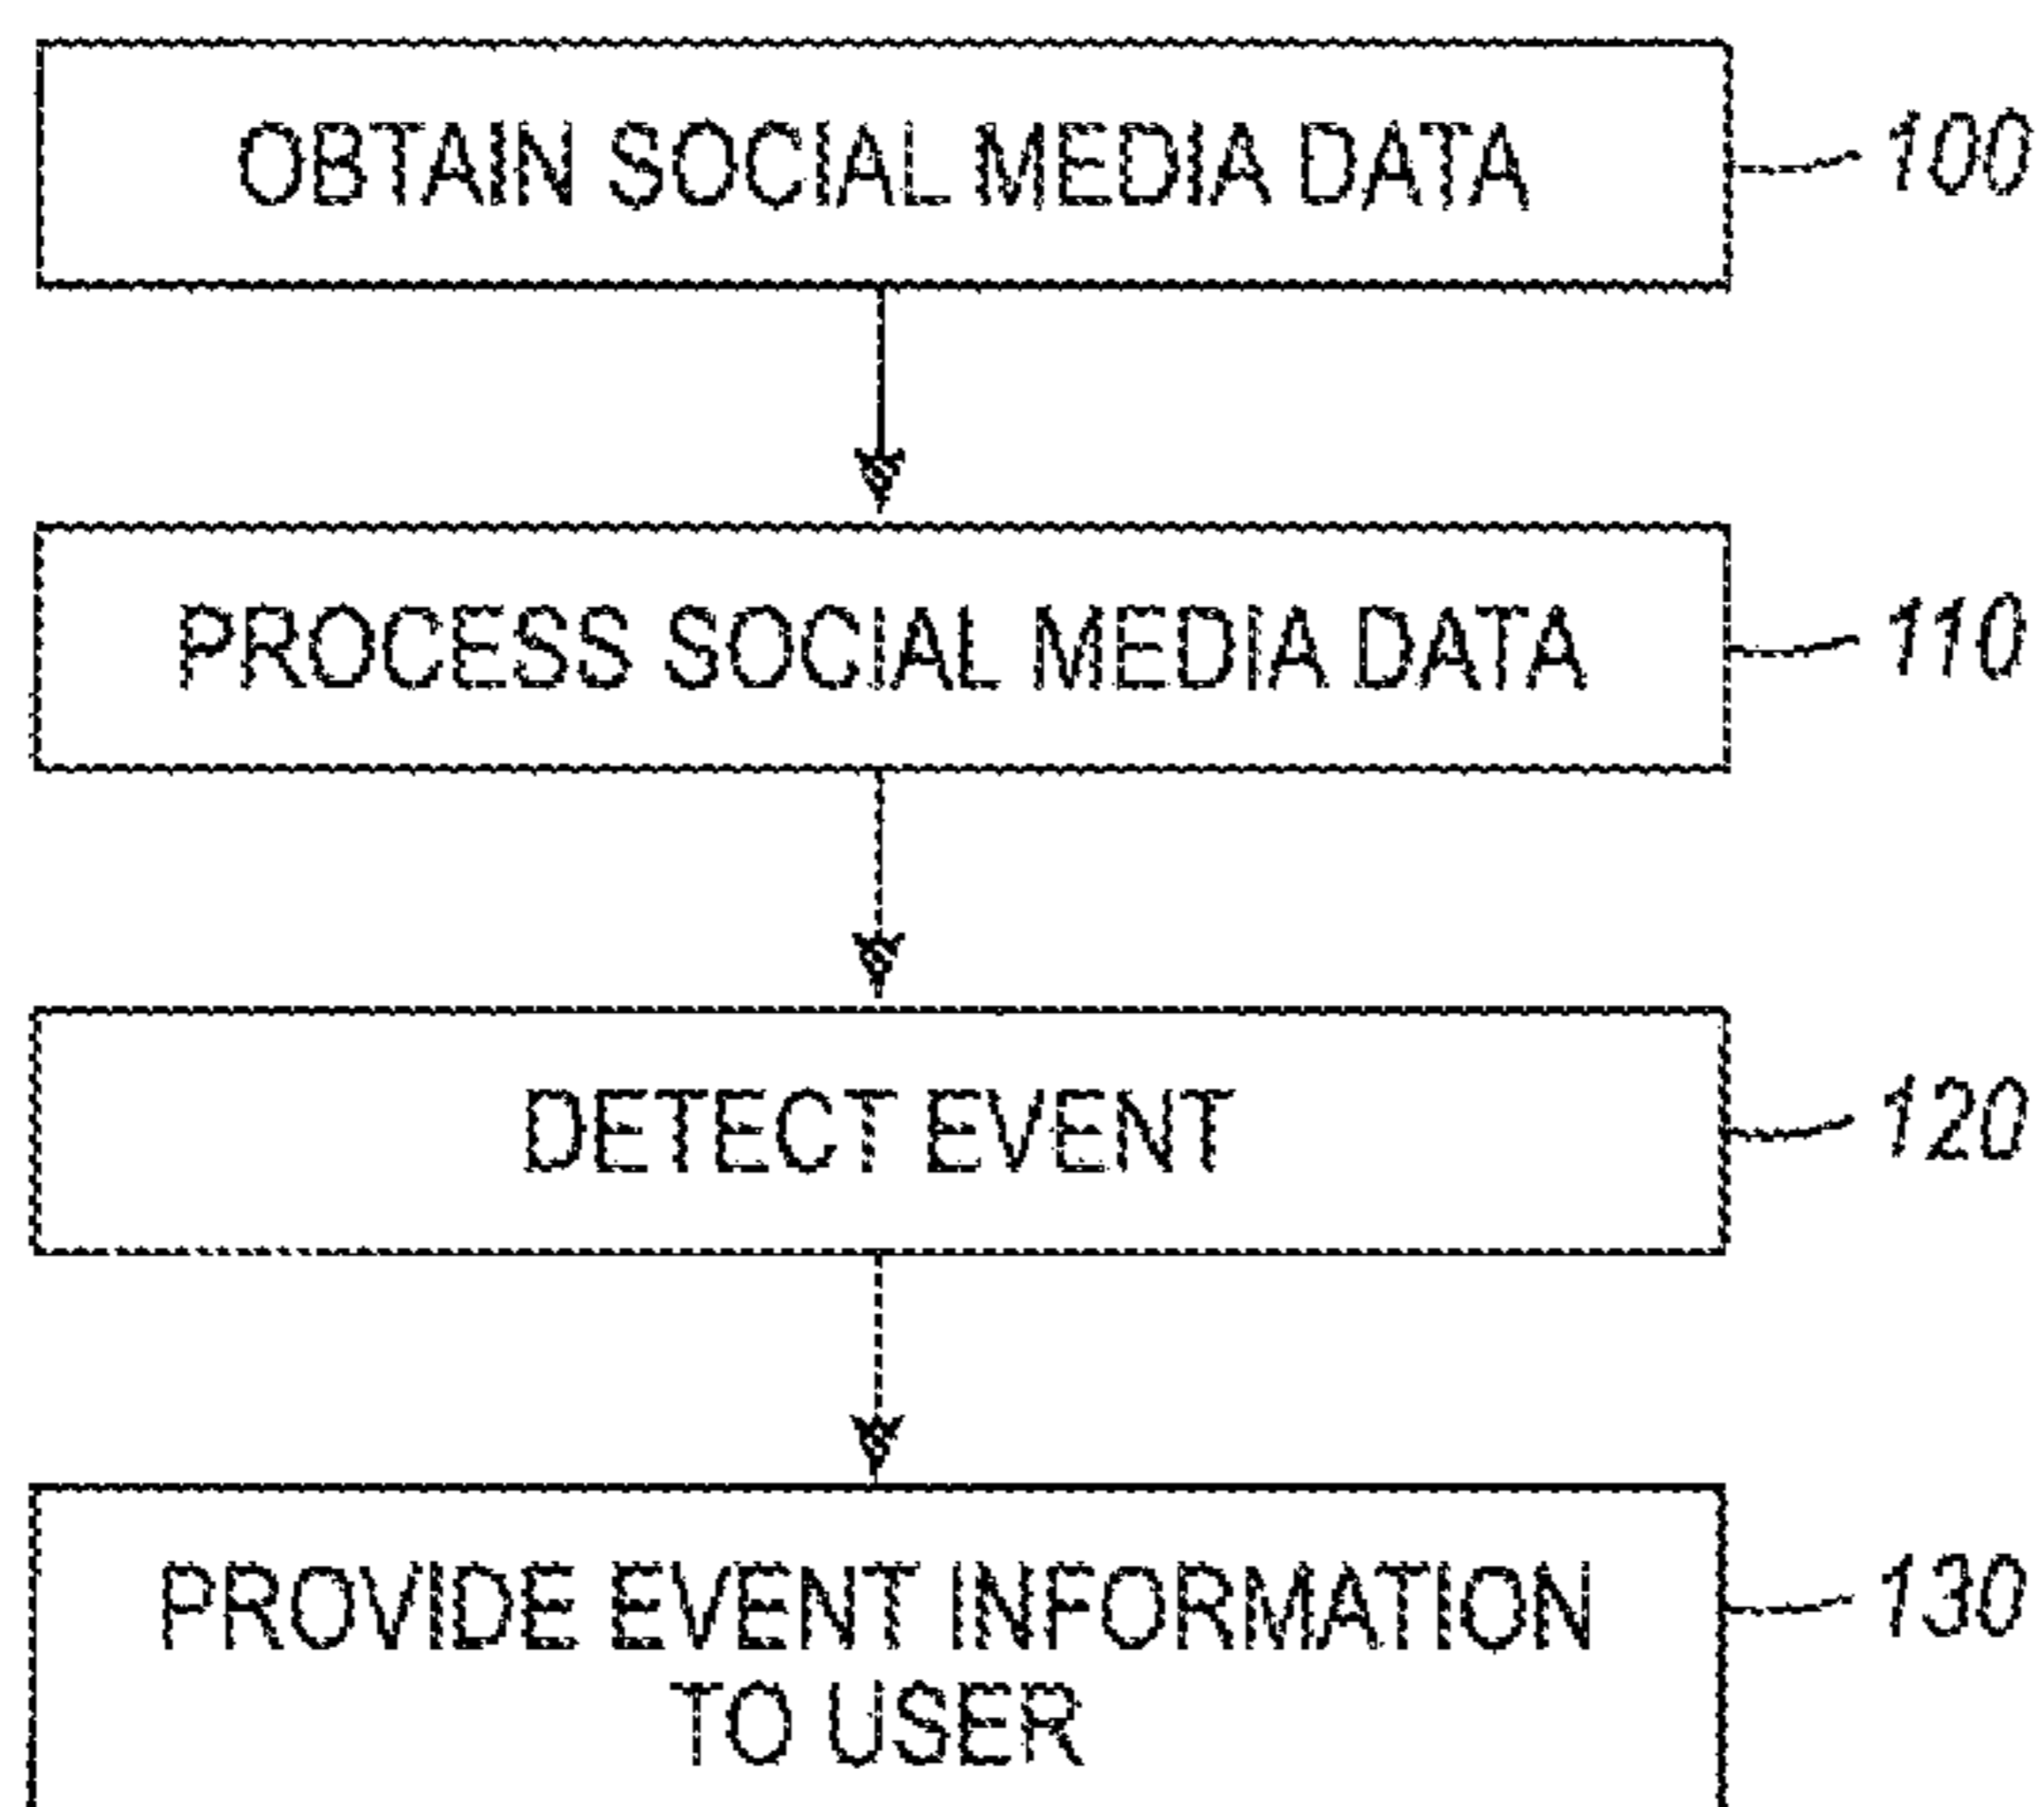 OBTAIN SOCIAL MEDIA DATA
100
PROCESS SOCIAL MEDIA DATA
110
DETECT EVENT
120
PROVIDE EVENT INFORMATION
TO USER
130